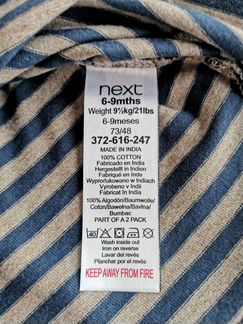 next
6-9mths
Weight 9½kg/21lbs
6-9meses
73/48
372-616-247
MADE IN INDIA
100% COTTON
Fabricado en India
Hergestellt in Indien
Fabriqué en Inde
Wyprodukowano w Indiach
Vyrobeno v Indii
Fabricat în India
100% Algodón/Baumwolle/
Coton/Bawełna/Bavlna/
Bumbac
PART OF A 2 PACK
40
Wash inside out
Iron on reverse
Lavar del revés
Planchar por el revés
KEEP AWAY FROM FIRE